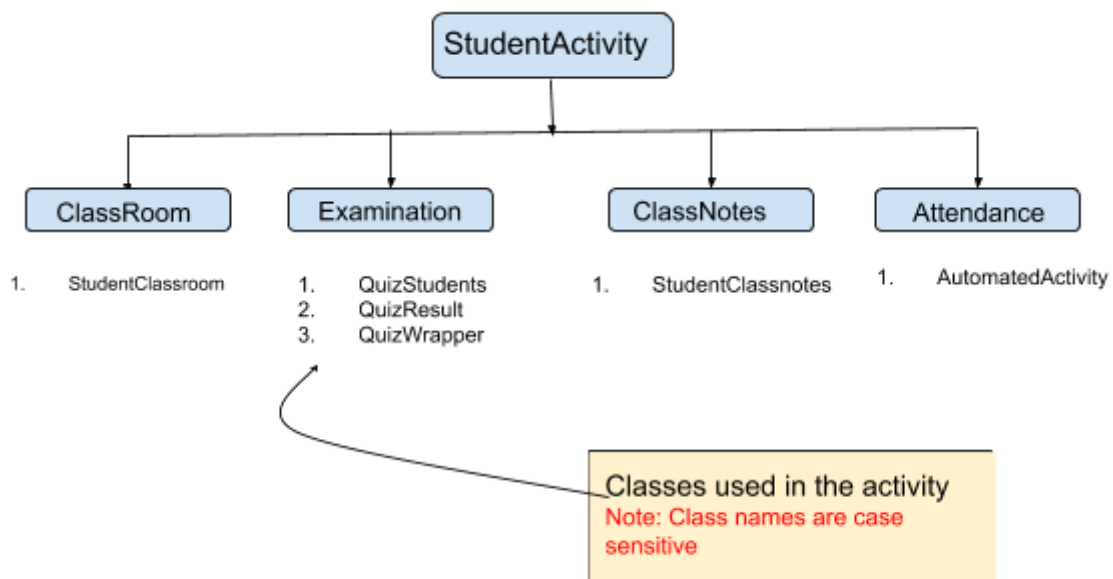 StudentActivity
ClassRoom
Examination
ClassNotes
Attendance
1. StudentClassroom
1. QuizStudents
2. QuizResult
3. QuizWrapper
1. StudentClassnotes
1. AutomatedActivity
Classes used in the activity
Note: Class names are case
sensitive